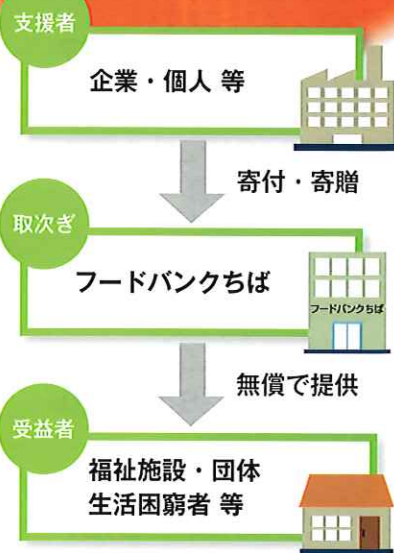 支援者
企業・個人 等
寄付・寄贈
取次ぎ
フードバンクちば
フードバンクちば
無償で提供
受益者
福祉施設・団体
生活困窮者 等